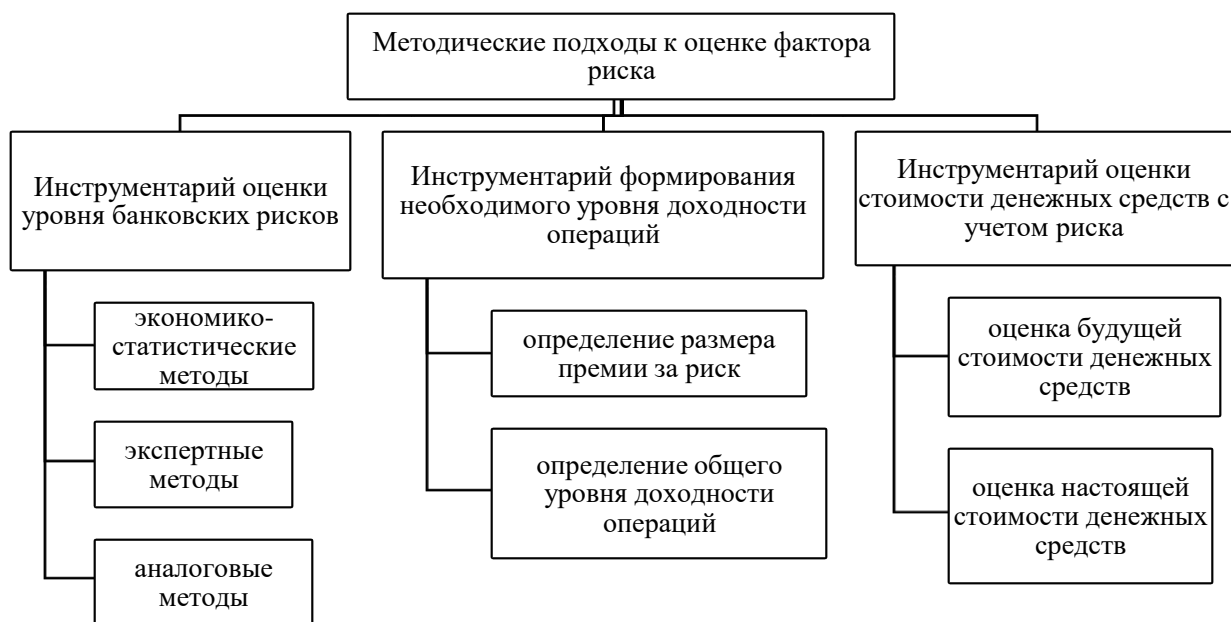 Методические подходы к оценке фактора
риска
Инструментарий оценки
уровня банковских рисков
экономико-
статистические
методы
экспертные
методы
аналоговые
методы
Инструментарий формирования
необходимого уровня доходности
операций
определение размера
премии за риск
определение общего
уровня доходности
операций
Инструментарий оценки
стоимости денежных средств с
учетом риска
оценка будущей
стоимости денежных
средств
оценка настоящей
стоимости денежных
средств